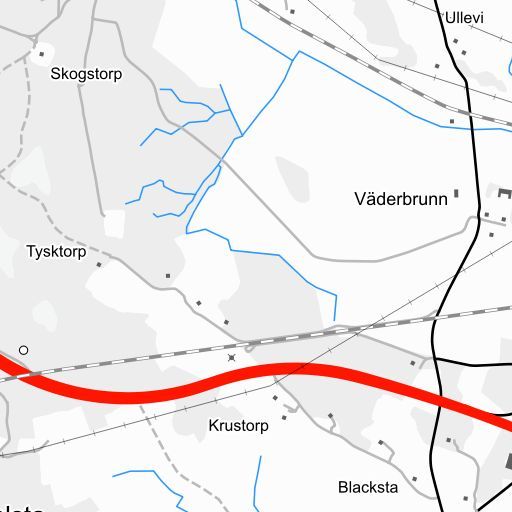 Ullevi
Skogstorp
Väderbrunn
Tysktorp
Krustorp
Blacksta